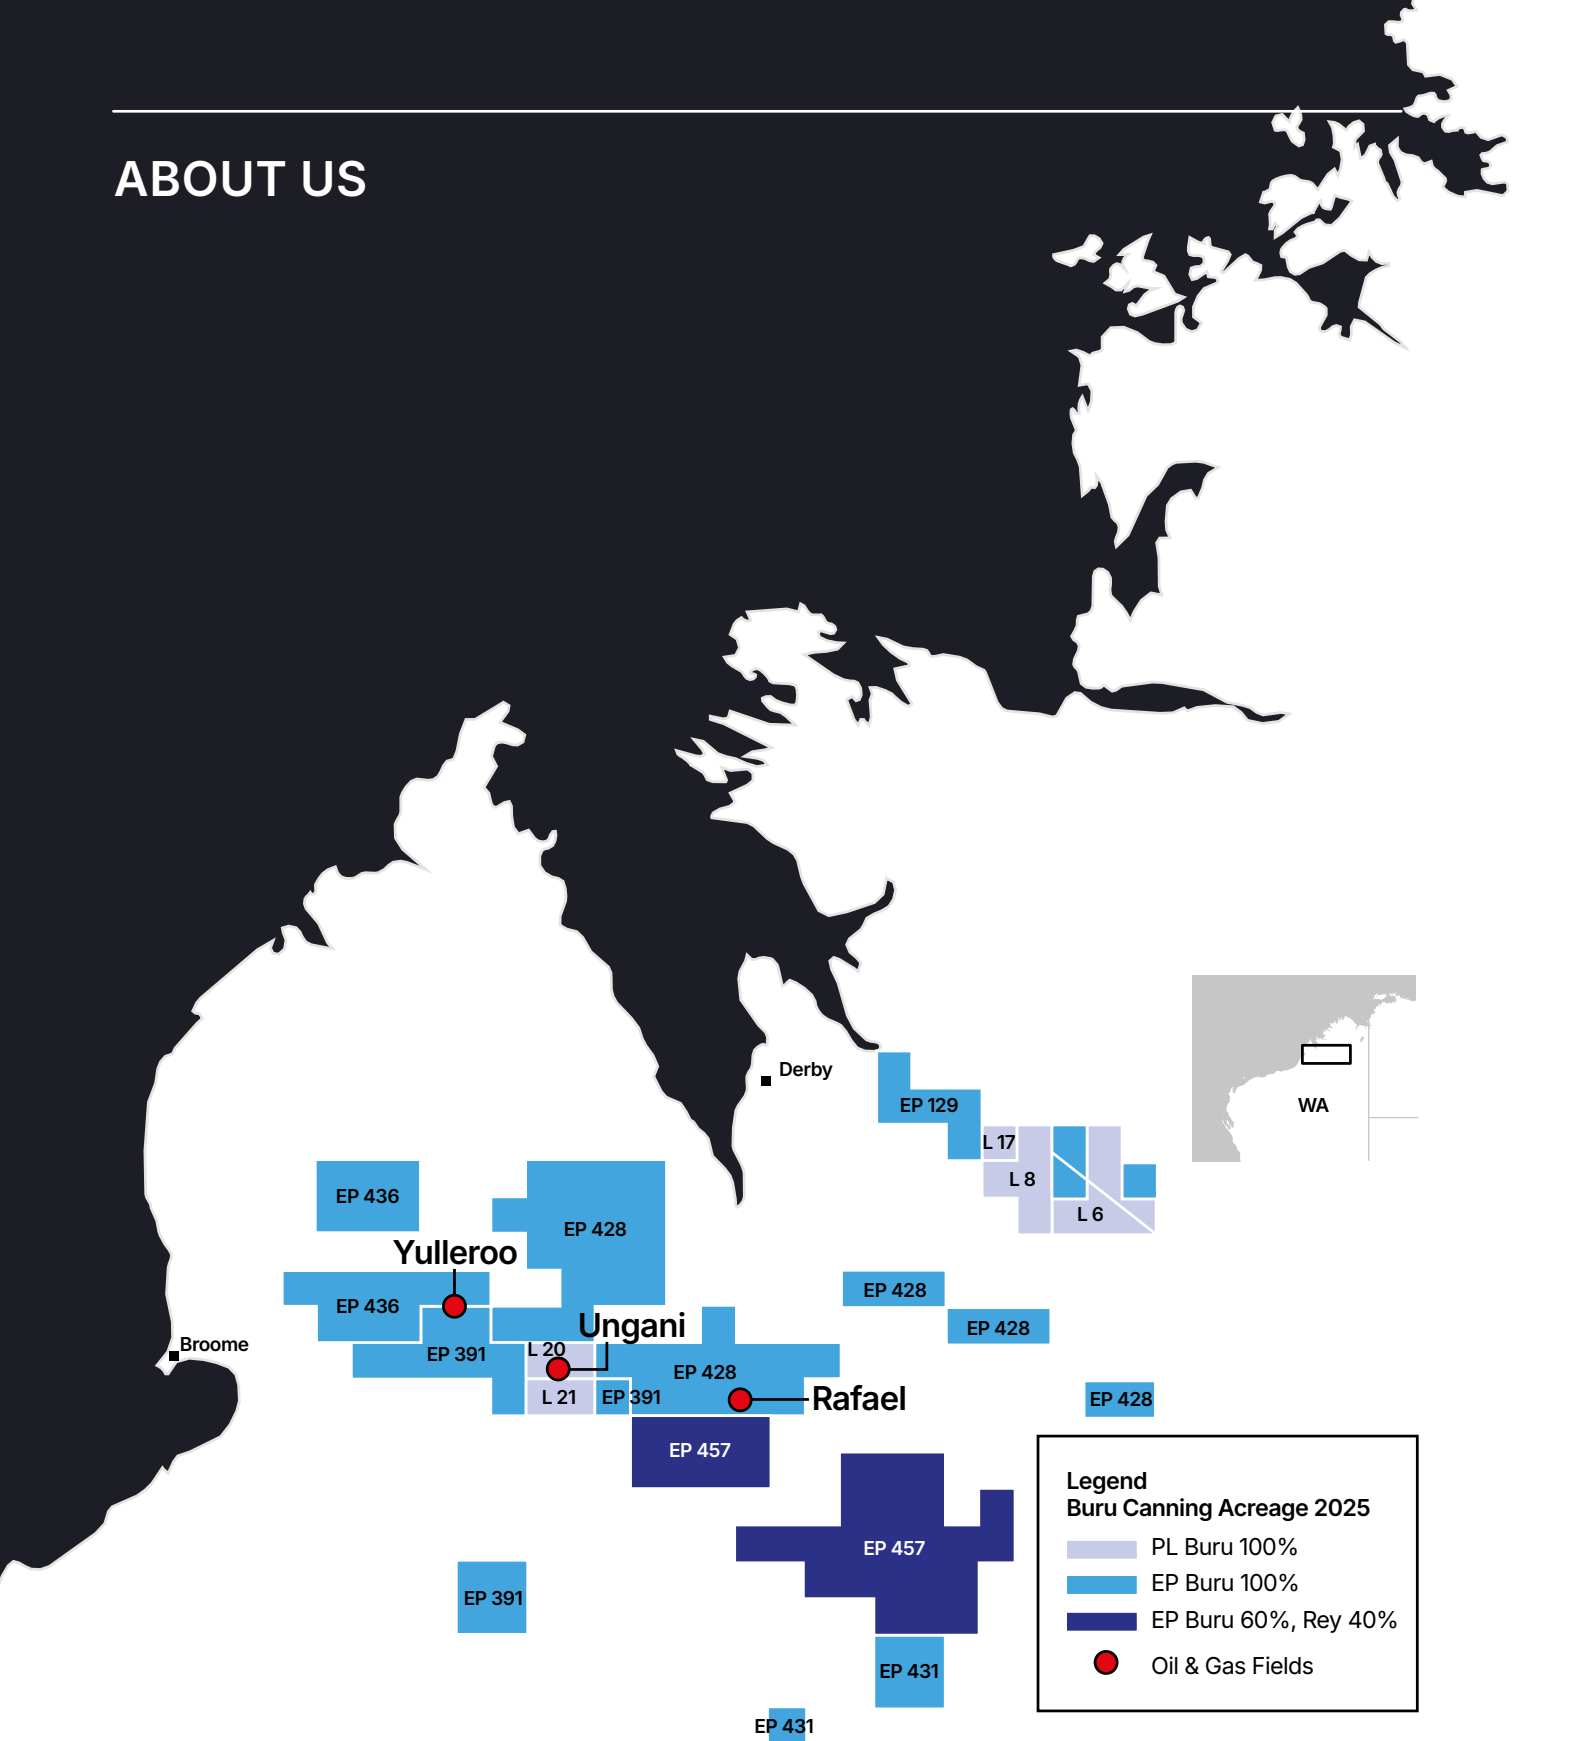 ABOUT US
Derby
EP 129
L 17
WA
L 8
EP 436
L 6
EP 428
Yulleroo
EP 428
EP 436
Ungani
EP 428
Broome
L 20
EP 391
EP 428
L 21
EP 391
Rafael
EP 428
EP 457
EP 457
EP 391
EP 431
EP 431
Legend
Buru Canning Acreage 2025
PL Buru 100%
EP Buru 100%
EP Buru 60%, Rey 40%
Oil & Gas Fields